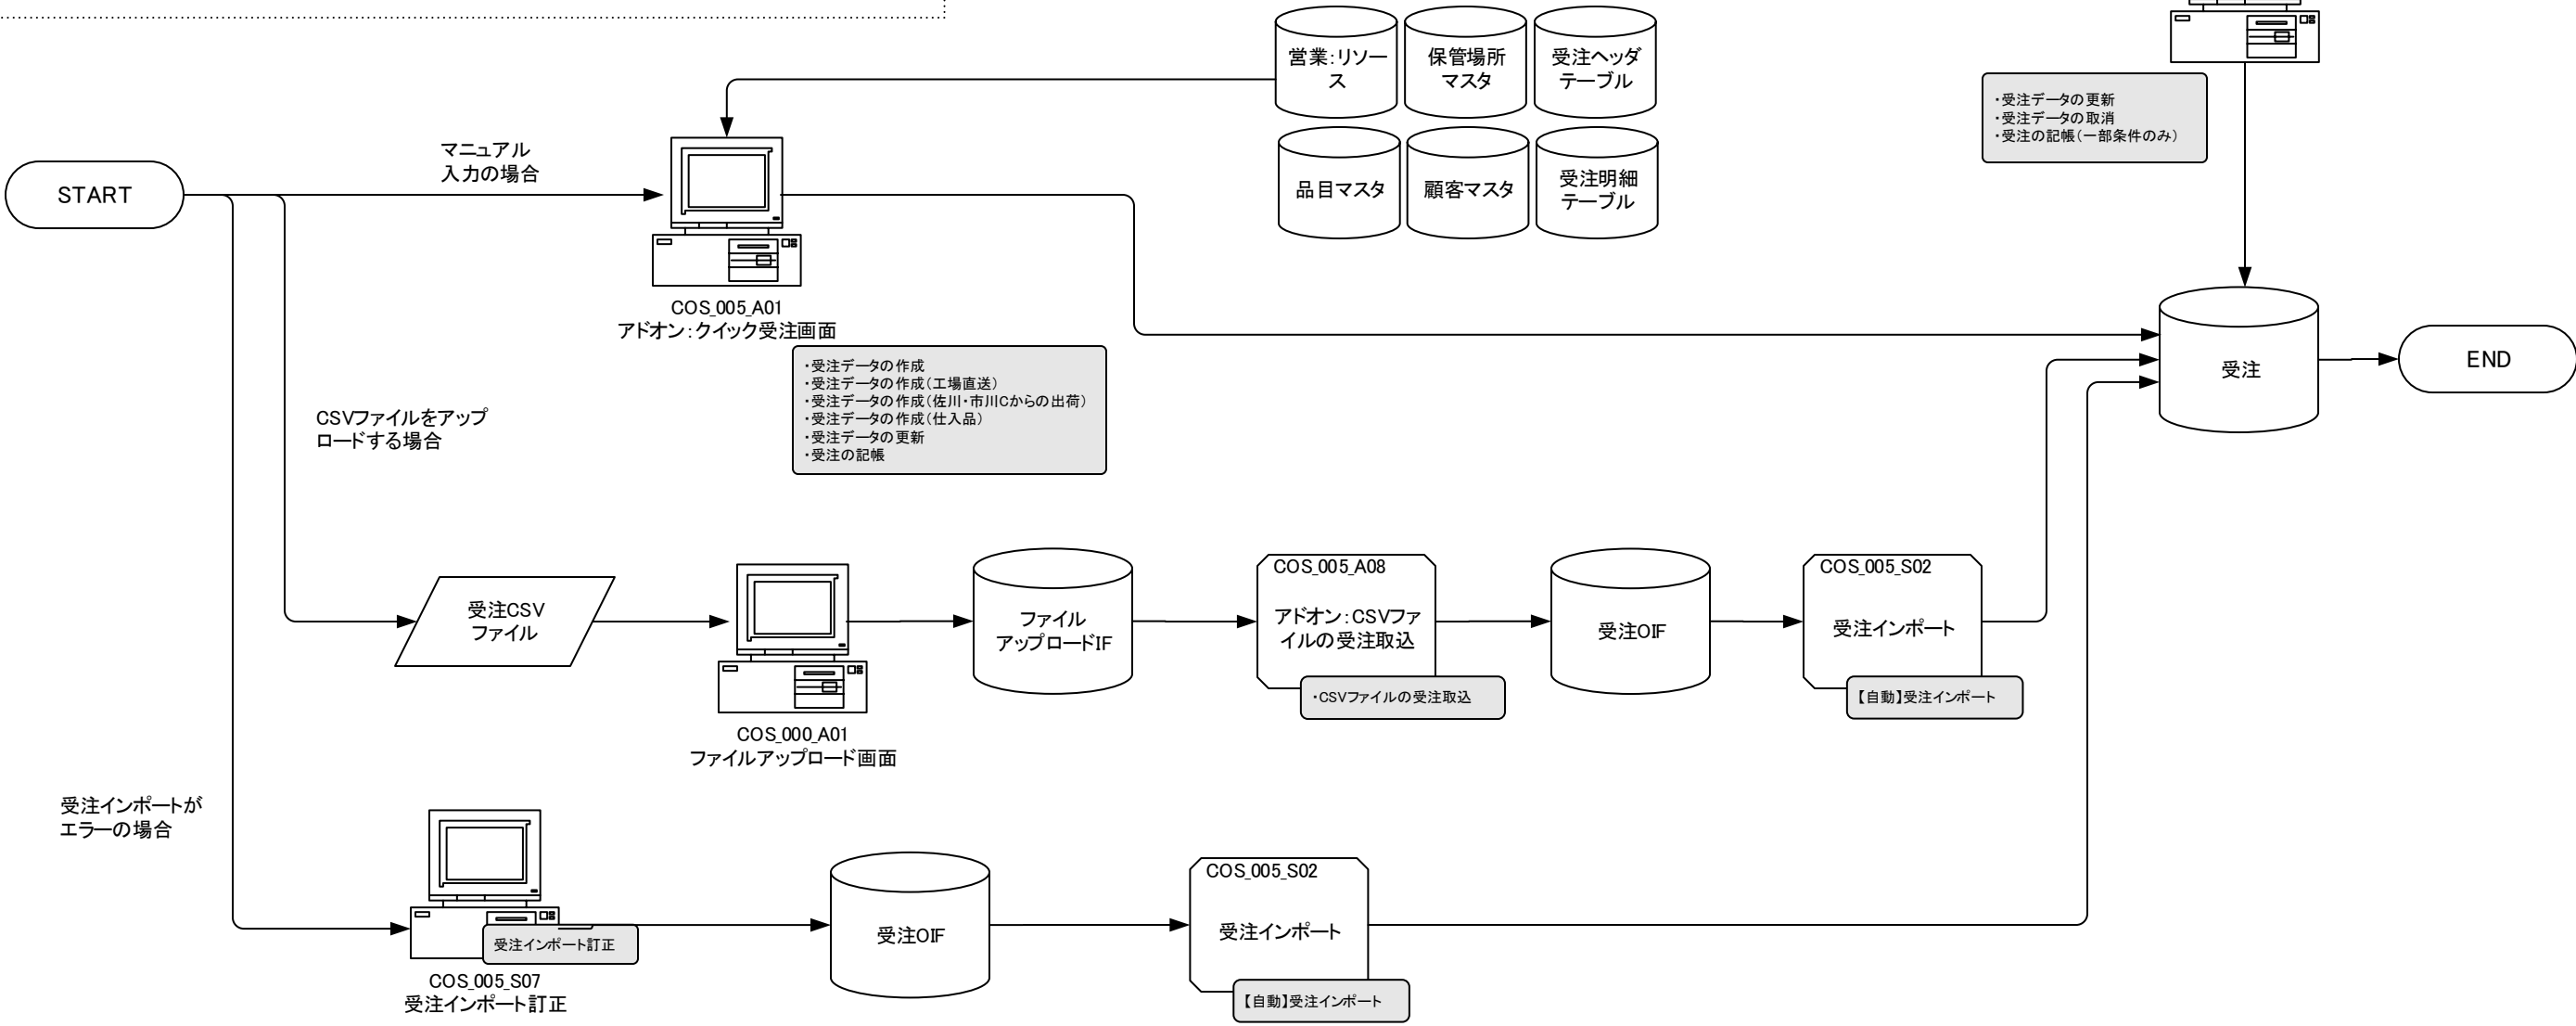 営業:リソー
ス
保管場所
マスタ
受注ヘッダ
テーブル
・受注データの更新
・受注データの取消
・受注の記帳(一部条件のみ)
マニュアル
入力の場合
START
品目マスタ
顧客マスタ
受注明細
テーブル
COS_005_A01
アドオン:クイック受注画面
・受注データの作成
・受注データの作成(工場直送)
・受注データの作成(佐川・市川Cからの出荷)
・受注データの作成(仕入品)
・受注データの更新
・受注の記帳
受注
END
CSVファイルをアップ
ロードする場合
受注CSV
ファイル
COS_000_A01
ファイルアップロード画面
ファイル
アップロードIF
COS_005_A08
アドオン:CSVファ
イルの受注取込
・CSVファイルの受注取込
受注OIF
COS_005_S02
受注インポート
【自動】受注インポート
受注インポートが
エラーの場合
受注インポート訂正
COS_005_S07
受注インポート訂正
受注OIF
COS_005_S02
受注インポート
【自動】受注インポート